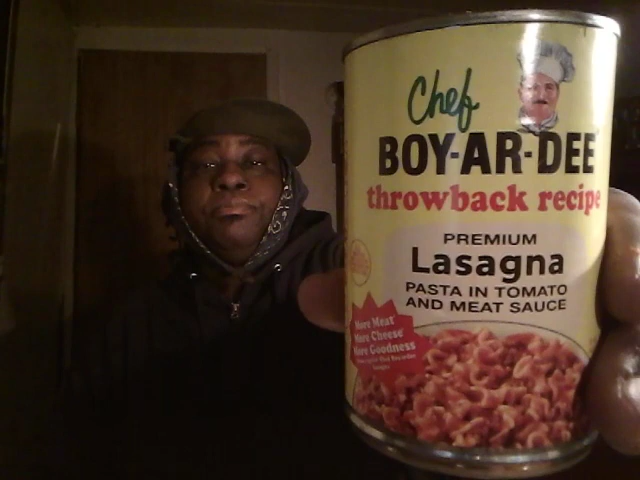 Chef
BOY-AR-DEE
throwback recipe
PREMIUM
Lasagna
PASTA IN TOMATO
AND MEAT SAUCE
More Meat
More Cheese
More Goodness